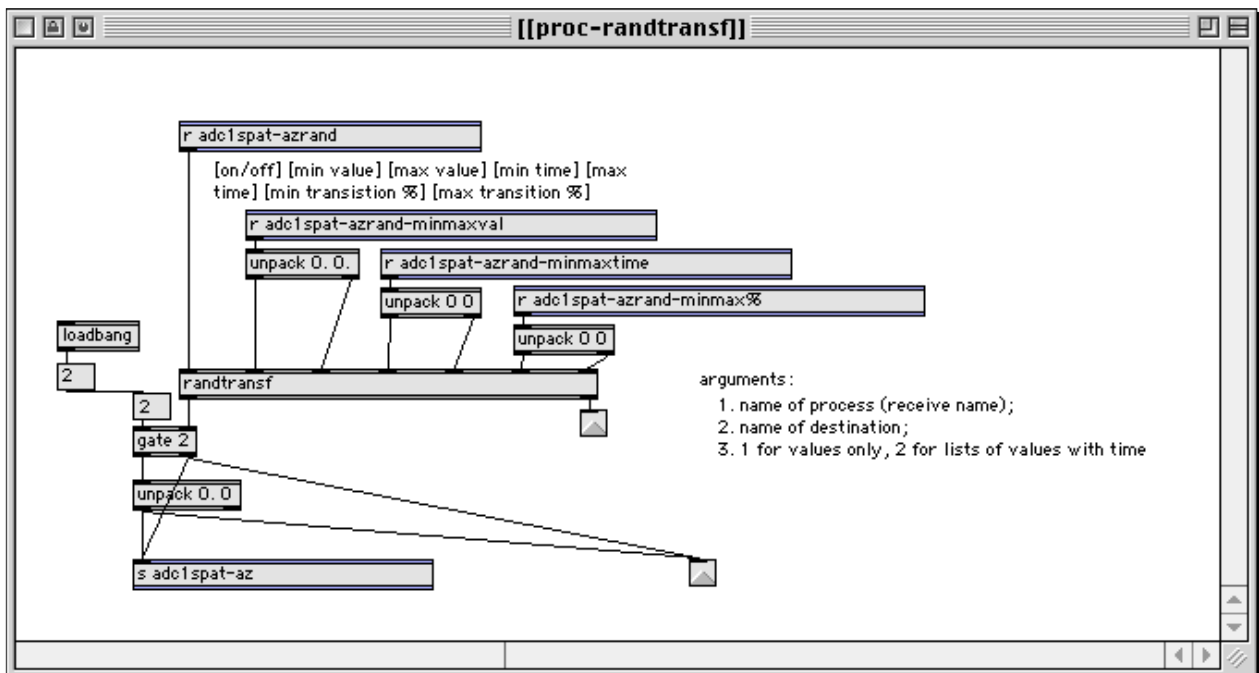 [[proc-randtransf]]
r adc1spat-azrand
[on/off] [min value] [max value] [min time] [max
time] [min transistion %] [max transition %]
r adc1spat-azrand-minmaxval
unpack 0. 0.
r adc1spat-azrand-minmaxtime
unpack 0 0
r adc1spat-azrand-minmax%
unpack 0 0
loadbang
2
randtransf
2
gate 2
unpack 0. 0
s adc1spat-az
arguments:
1. name of process (receive name);
2. name of destination;
3. 1 for values only, 2 for lists of values with time